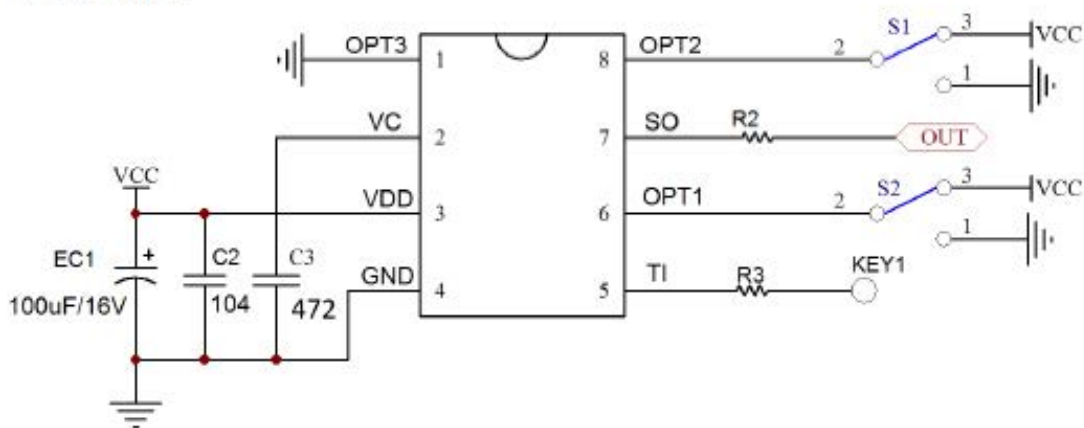 OPT3
1
8
OPT2
2
S1
3
VCC
1
VC
2
7
SO
R2
OUT
VCC
VDD
3
6
OPT1
2
S2
3
VCC
1
EC1
+
100uF/16V
C2
104
C3
472
GND
4
5
TI
R3
KEY1